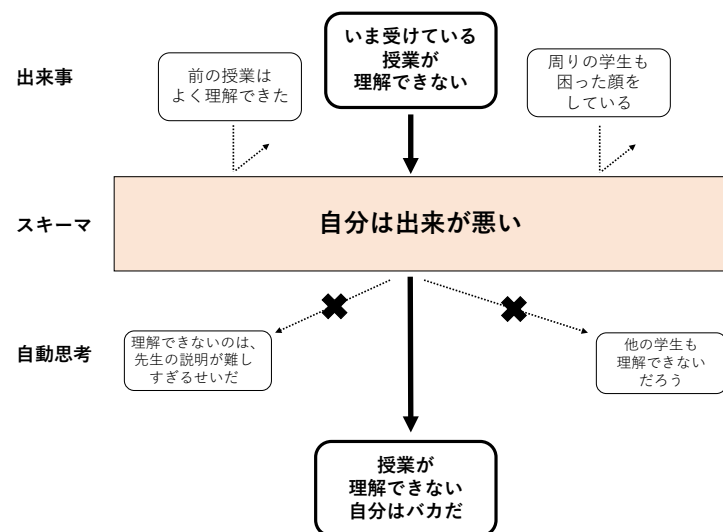 出来事
前の授業は
よく理解できた
いま受けている
授業が
理解できない
周りの学生も
困った顔を
している
スキーマ
自分は出来が悪い
自動思考
理解できないのは、
先生の説明が難し
すぎるせいだ
他の学生も
理解できない
だろう
授業が
理解できない
自分はバカだ